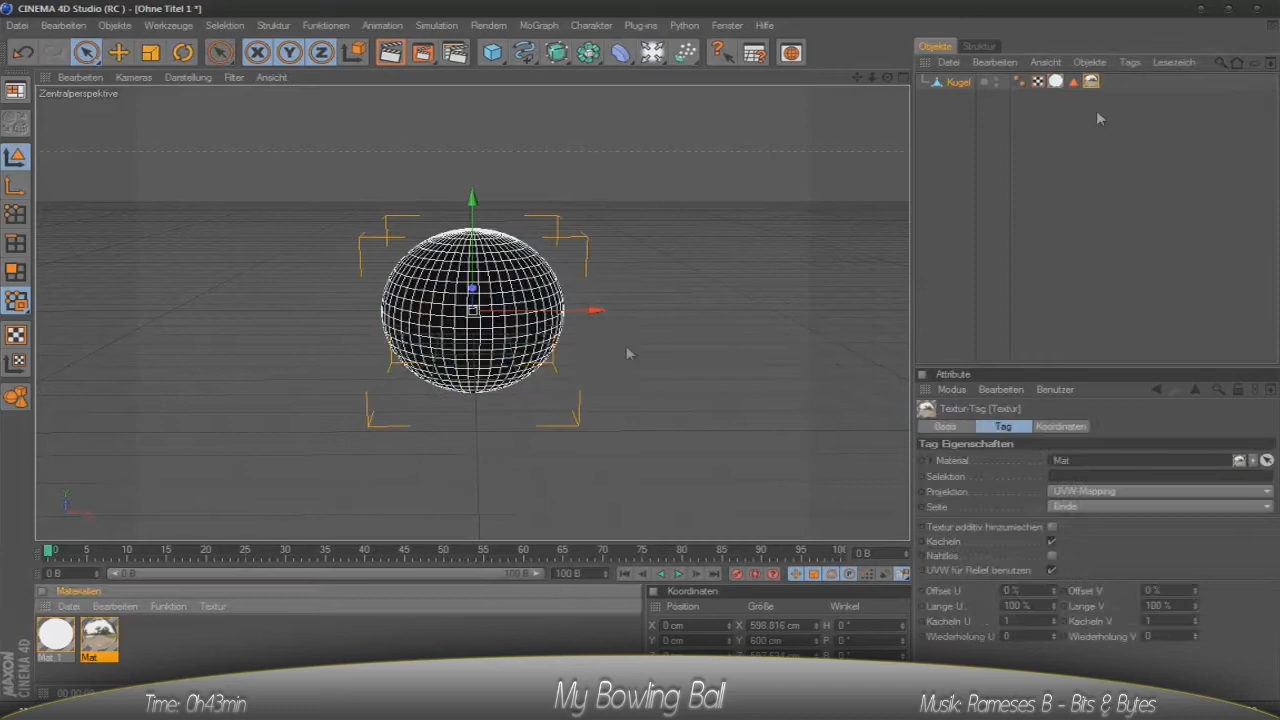 CINEMA 4D Studio (RC ) - [Ohne Titel 1 *]
Datei Bearbeiten Objekte Werkzeuge Selektion Struktur Funktionen Animation Simulation Rendern MoGraph Charakter Plug-ins Python Fenster Hilfe
Objekte Struktur
Bearbeiten Kameras Darstellung Filter Ansicht
Datei Bearbeiten Ansicht Objekte Tags Lesezeich
Kugel
Zentralperspektive
Attribute
Modus Bearbeiten Benutzer
Textur-Tag [Textur]
Basis Tag Koordinaten
Tag Eigenschaften
Material Mat
Selektion
Projektion UVW-Mapping
Seite Beide
Textur additiv hinzumischen
Kacheln
Nahtlos
UVW für Relief benutzen
Offset U 0 % Offset V 0 %
Länge U 100 % Länge V 100 %
Kacheln U 1 Kacheln V 1
Wiederholung U 0 Wiederholung V 0
Y
0 5 10 15 20 25 30 35 40 45 50 55 60 65 70 75 80 85 90 95 100 0 B
0 B 0 B 100 B 100 B
Materialien
Datei Bearbeiten Funktion Textur
Mat.1 Mat
Koordinaten
Position Größe Winkel
X 0 cm X 598.816 cm H 0 °
Y 0 cm Y 600 cm P 0 °
MAXON
CINEMA 4D
Time: 0h43min
My Bowling Ball
Musik: Rameses B - Bits & Bytes